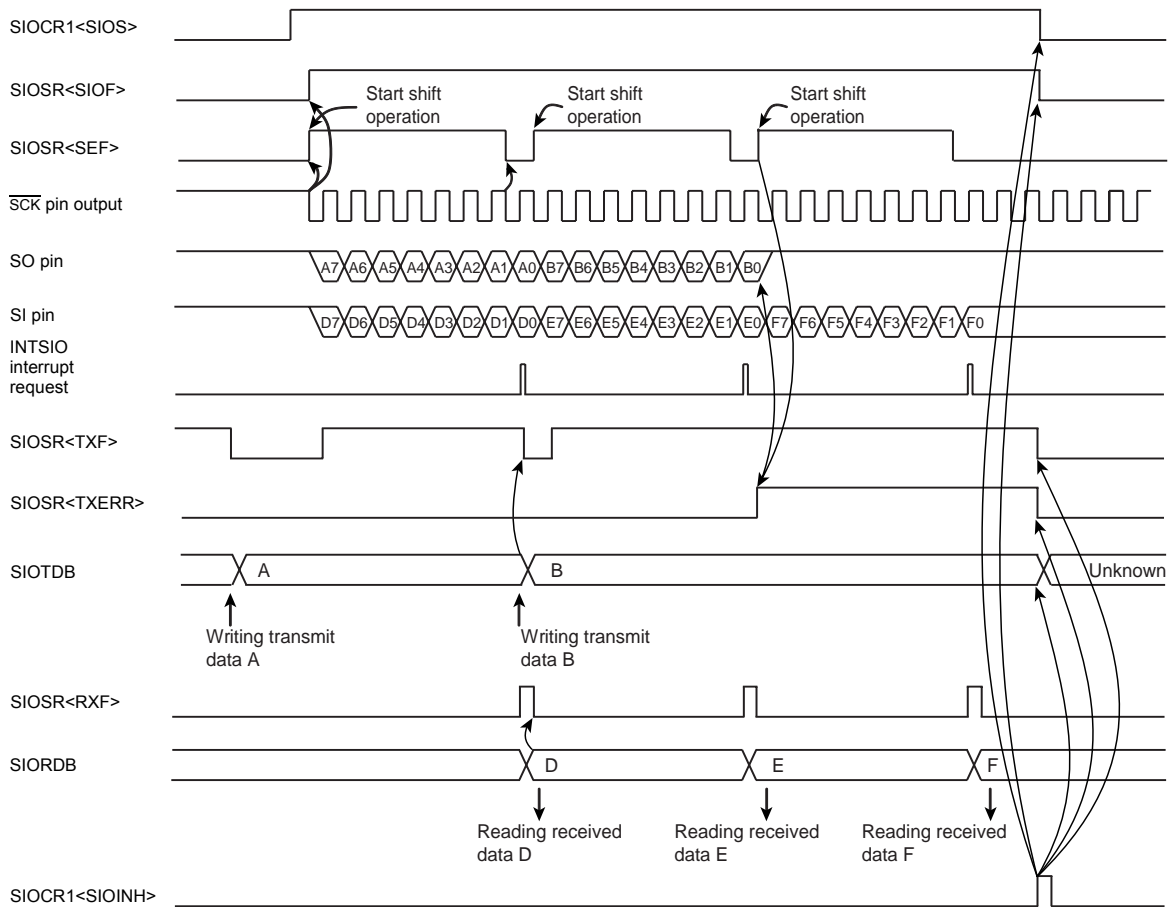 SIOCR1<SIOS>
SIOSR<SIOF>
Start shift
operation
Start shift
operation
Start shift
operation
SIOSR<SEF>
SCK pin output
SO pin
A7 A6 A5 A4 A3 A2 A1 A0 B7 B6 B5 B4 B3 B2 B1 B0
SI pin
D7 D6 D5 D4 D3 D2 D1 D0 E7 E6 E5 E4 E3 E2 E1 E0 F7 F6 F5 F4 F3 F2 F1 F0
INTSIO
interrupt
request
SIOSR<TXF>
SIOSR<TXERR>
SIOTDB
A
B
Unknown
Writing transmit
data A
Writing transmit
data B
SIOSR<RXF>
SIORDB
D
E
F
Reading received
data D
Reading received
data E
Reading received
data F
SIOCR1<SIOINH>